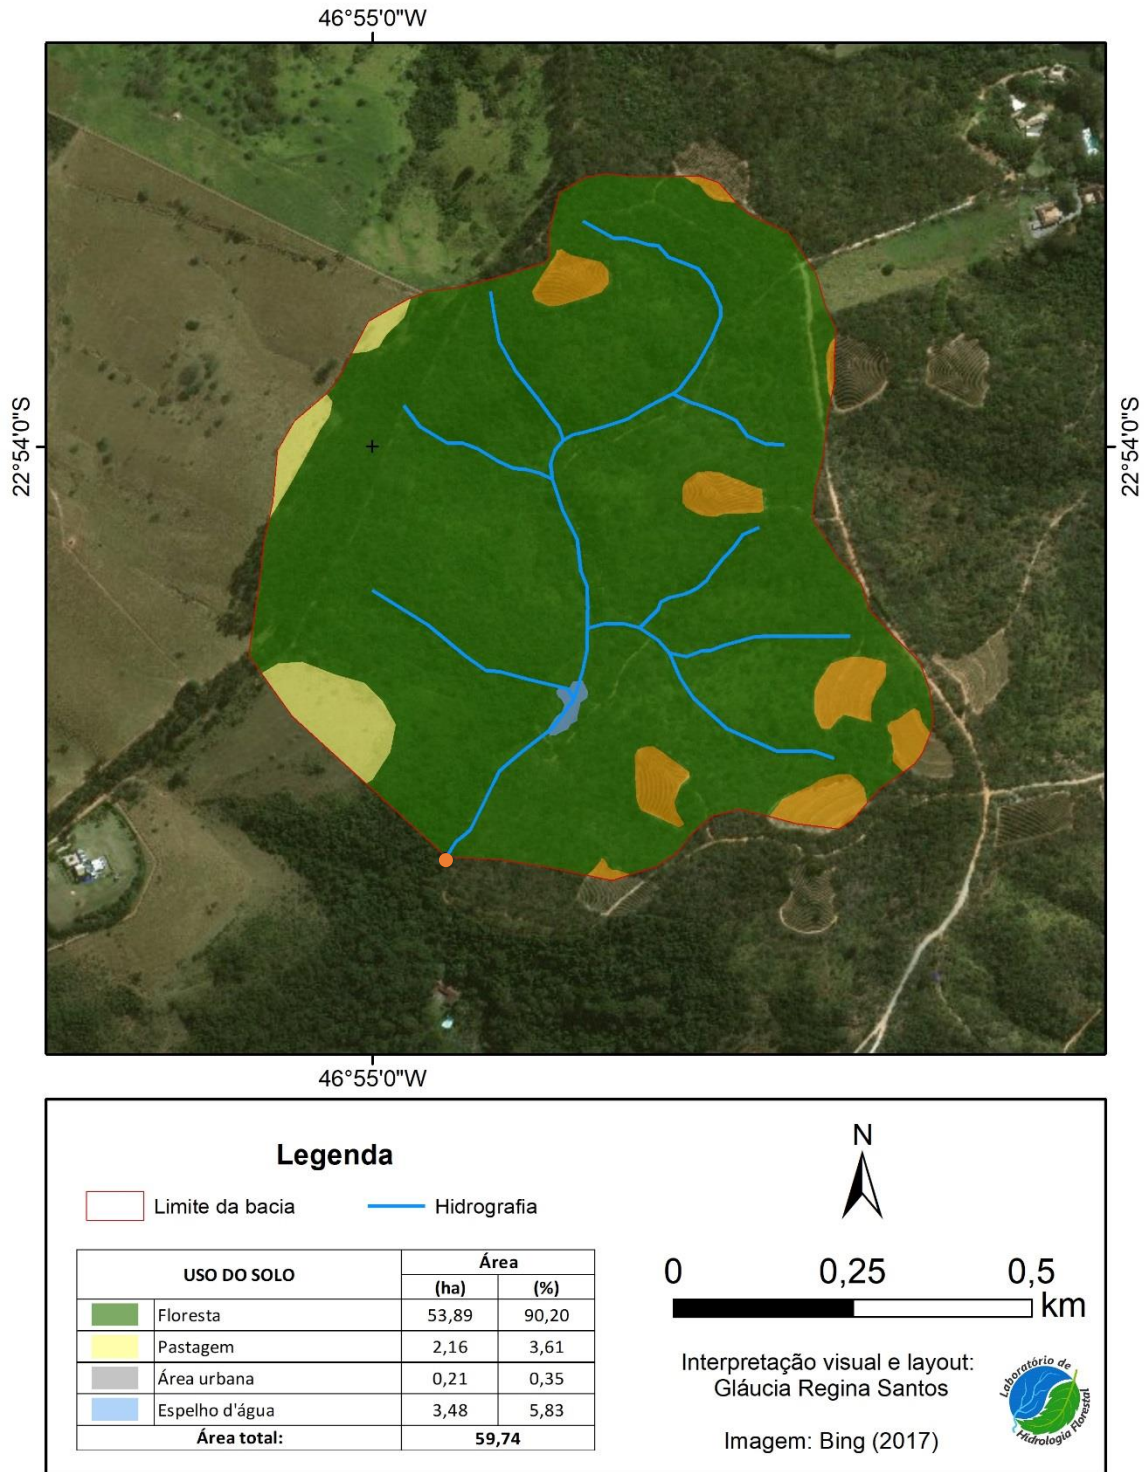 46°55'0"W
22°54'0"S
22°54'0"S
46°55'0"W
Legenda
Limite da bacia
Hidrografia
USO DO SOLO
Área
(ha)
(%)
Floresta 53,89 90,20
Pastagem 2,16 3,61
Área urbana 0,21 0,35
Espelho d'água 3,48 5,83
Área total: 59,74
N
0 0,25 0,5
km
Interpretação visual e layout:
Gláucia Regina Santos
Imagem: Bing (2017)
Laboratório de
Hidrologia Florestal